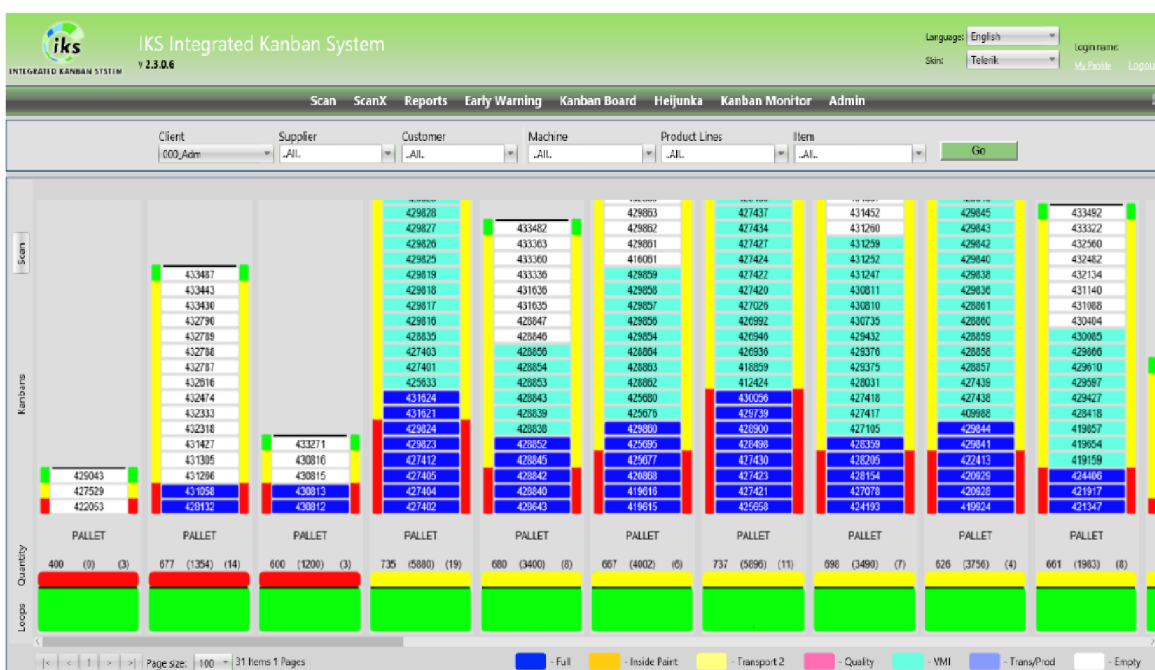 iks
INTEGRATED KANBAN SYSTEM
IKS Integrated Kanban System
v 2.3.0.6
Language: English
Skin: Telerik
Login name:
My Profile Logout
Scan ScanX Reports Early Warning Kanban Board Heijunka Kanban Monitor Admin
Client Supplier Customer Machine Product Lines Item
000_Adm ..All.. ..All.. ..All.. ..All.. ..All.. Go
Scan
Kanbans
429828 429863 427437 431452 429845 433492
429827 433482 429862 427434 431260 429843 433322
429826 433363 429861 427427 431259 429842 432560
429825 433360 416061 427424 431252 429840 432482
433487 429819 433336 429859 427422 431247 429838 432134
433443 429818 431636 429858 427420 430811 429836 431140
433430 429817 431635 429857 427026 430810 428861 431088
432790 429816 428847 429856 426992 430735 428860 430404
432789 428835 428846 429854 426946 429432 428859 430085
432788 427403 428856 428864 426936 429376 428858 429866
432787 427401 428854 428863 418859 429375 428857 429610
432616 425633 428853 428862 412424 428031 427439 429597
432474 431624 428843 425680 430056 427418 427438 429427
432333 431621 428839 425676 429739 427417 409988 428418
432318 429824 428838 429860 428900 427105 429844 419857
431427 433271 429823 428852 425695 428498 428359 429841 419654
431305 430816 427412 428845 425677 427430 428205 422413 419159
429043 431286 430815 427405 428842 420868 427423 428154 420929 424406
427529 431058 430813 427404 428840 419616 427421 427078 420928 421917
422053 428132 430812 427402 428643 419615 425658 424193 419924 421347
PALLET PALLET PALLET PALLET PALLET PALLET PALLET PALLET PALLET PALLET
Quantity
400 (0) (3) 677 (1354) (14) 600 (1200) (3) 735 (5880) (19) 680 (3400) (8) 667 (4002) (6) 737 (5896) (11) 698 (3490) (7) 626 (3756) (4) 661 (1983) (8)
Loops
|< < 1 > >| Page size: 100 31 Items 1 Pages
- Full - Inside Paint - Transport 2 - Quality - VMI - Trans/Prod - Empty